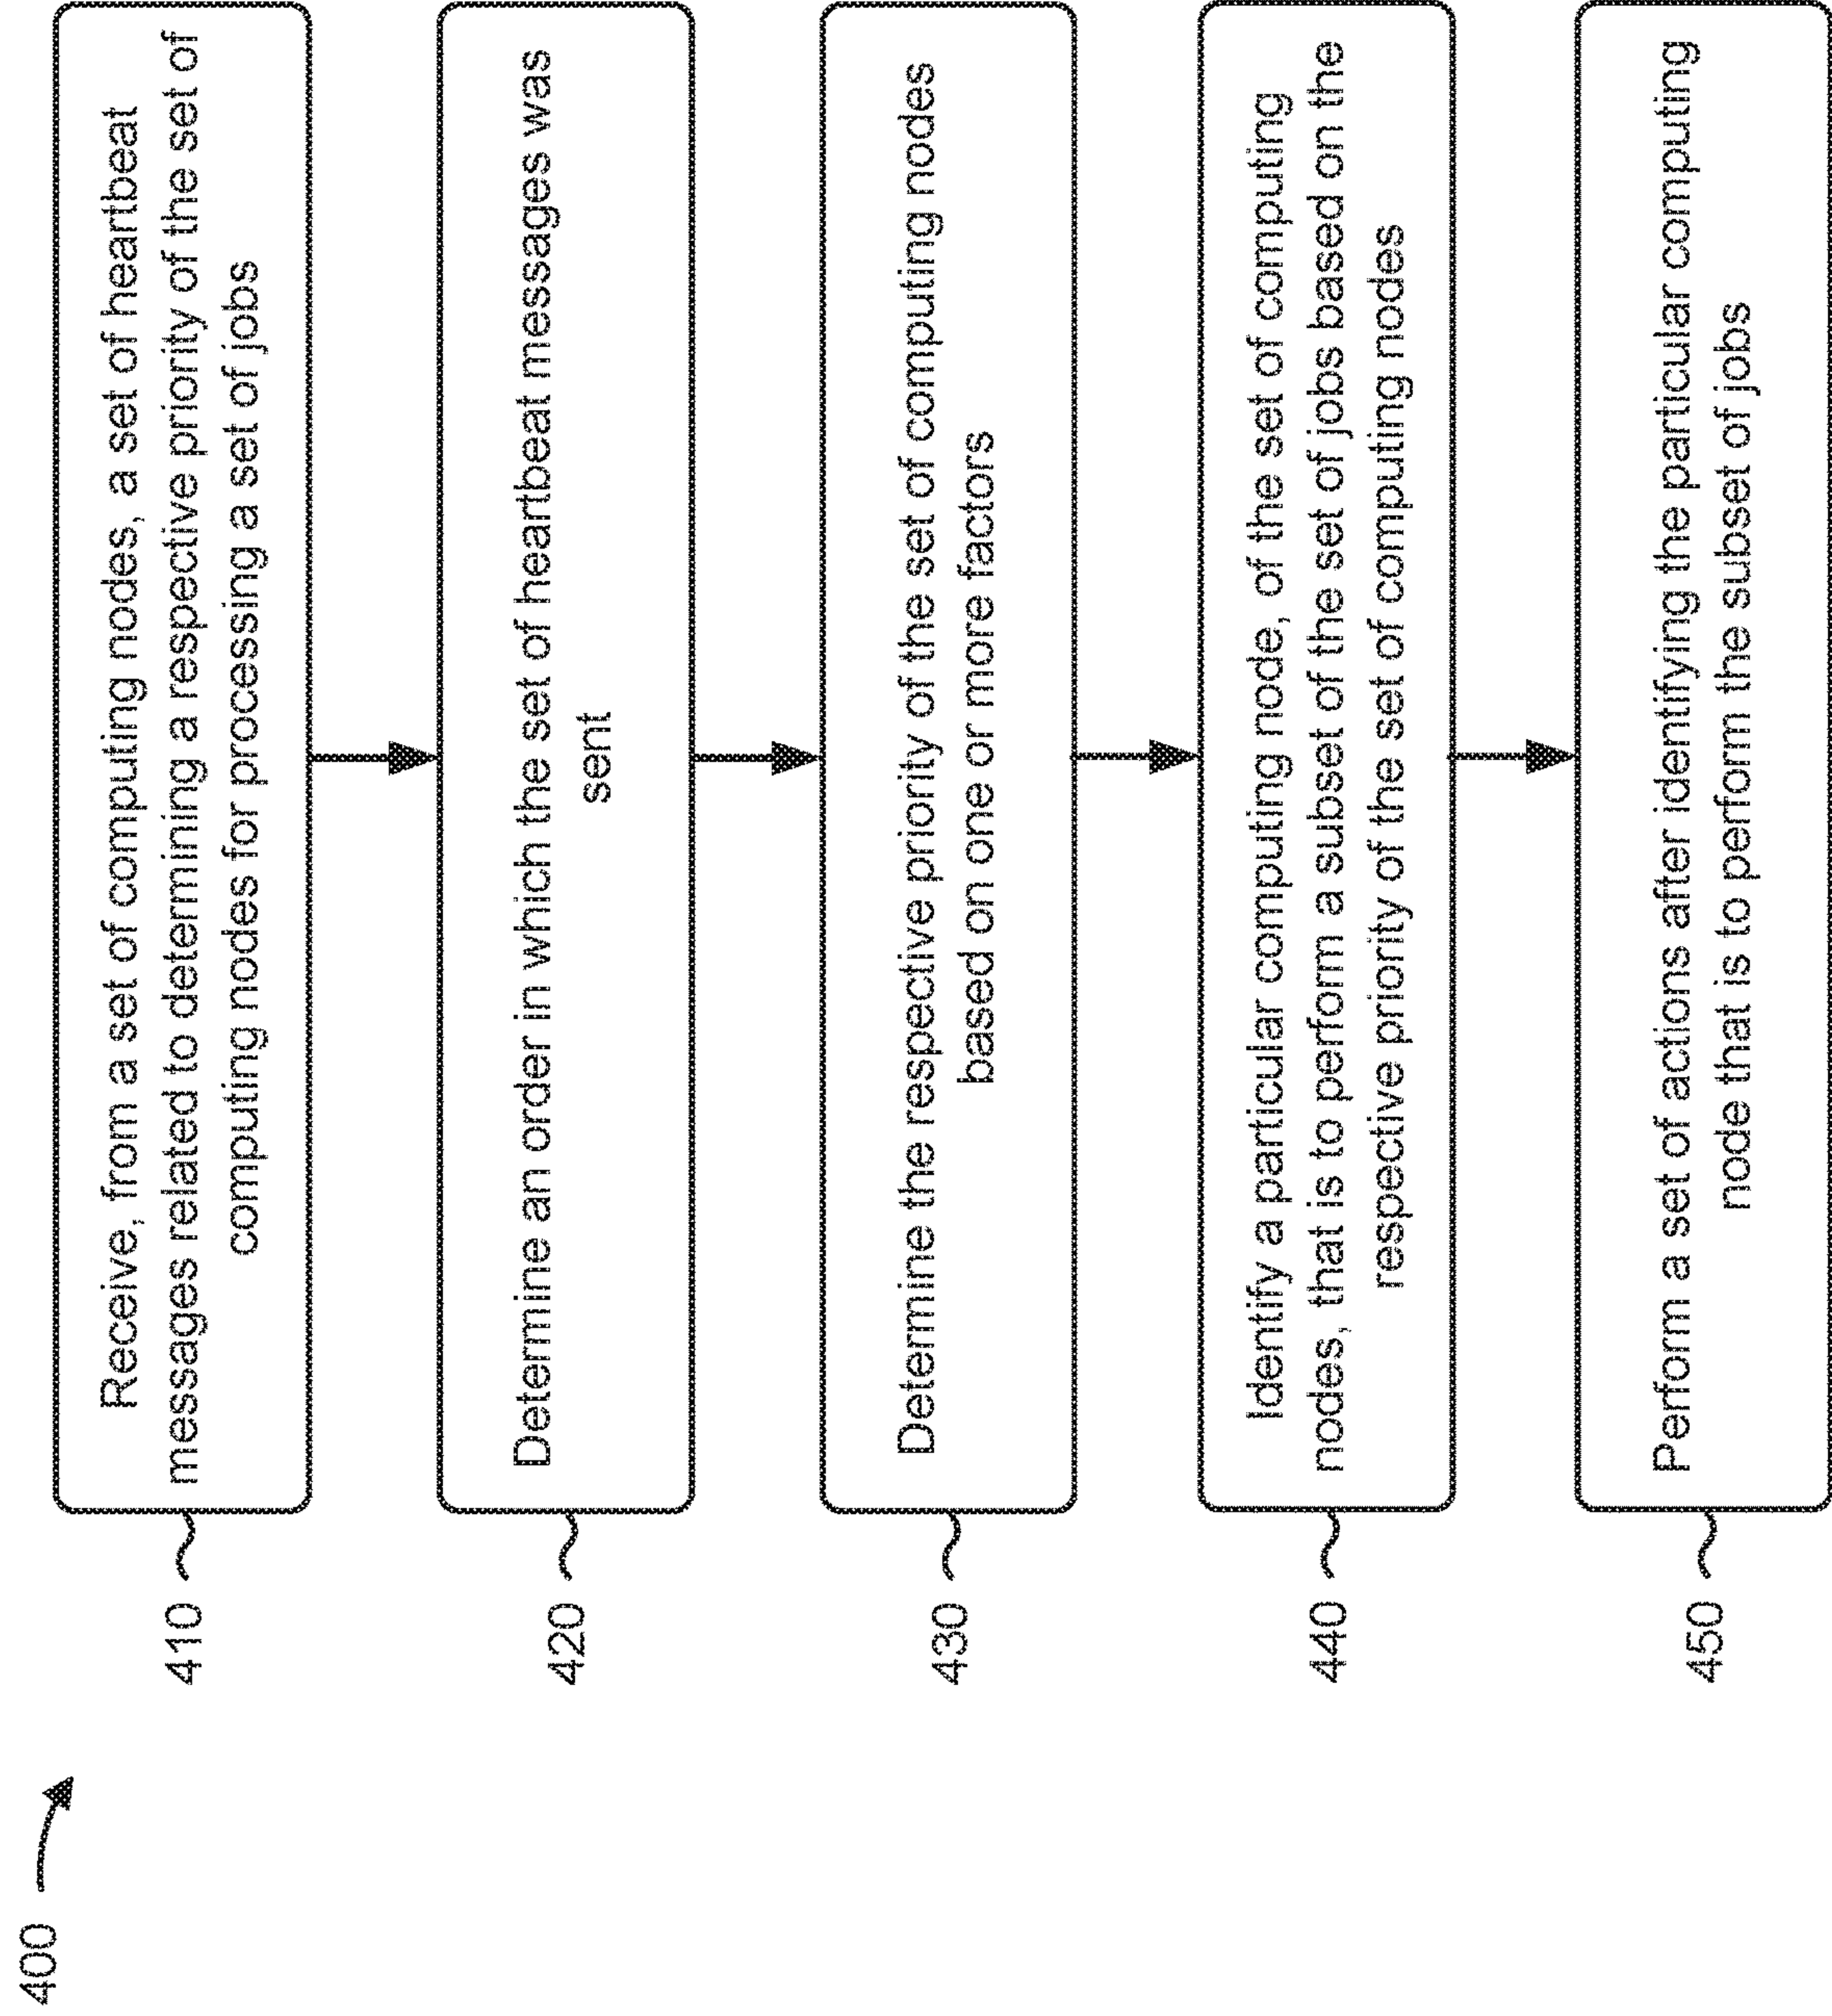 400
410
Receive, from a set of computing nodes, a set of heartbeat
messages related to determining a respective priority of the set of
computing nodes for processing a set of jobs
420
Determine an order in which the set of heartbeat messages was
sent
430
Determine the respective priority of the set of computing nodes
based on one or more factors
440
Identify a particular computing node, of the set of computing
nodes, that is to perform a subset of the set of jobs based on the
respective priority of the set of computing nodes
450
Perform a set of actions after identifying the particular computing
node that is to perform the subset of jobs